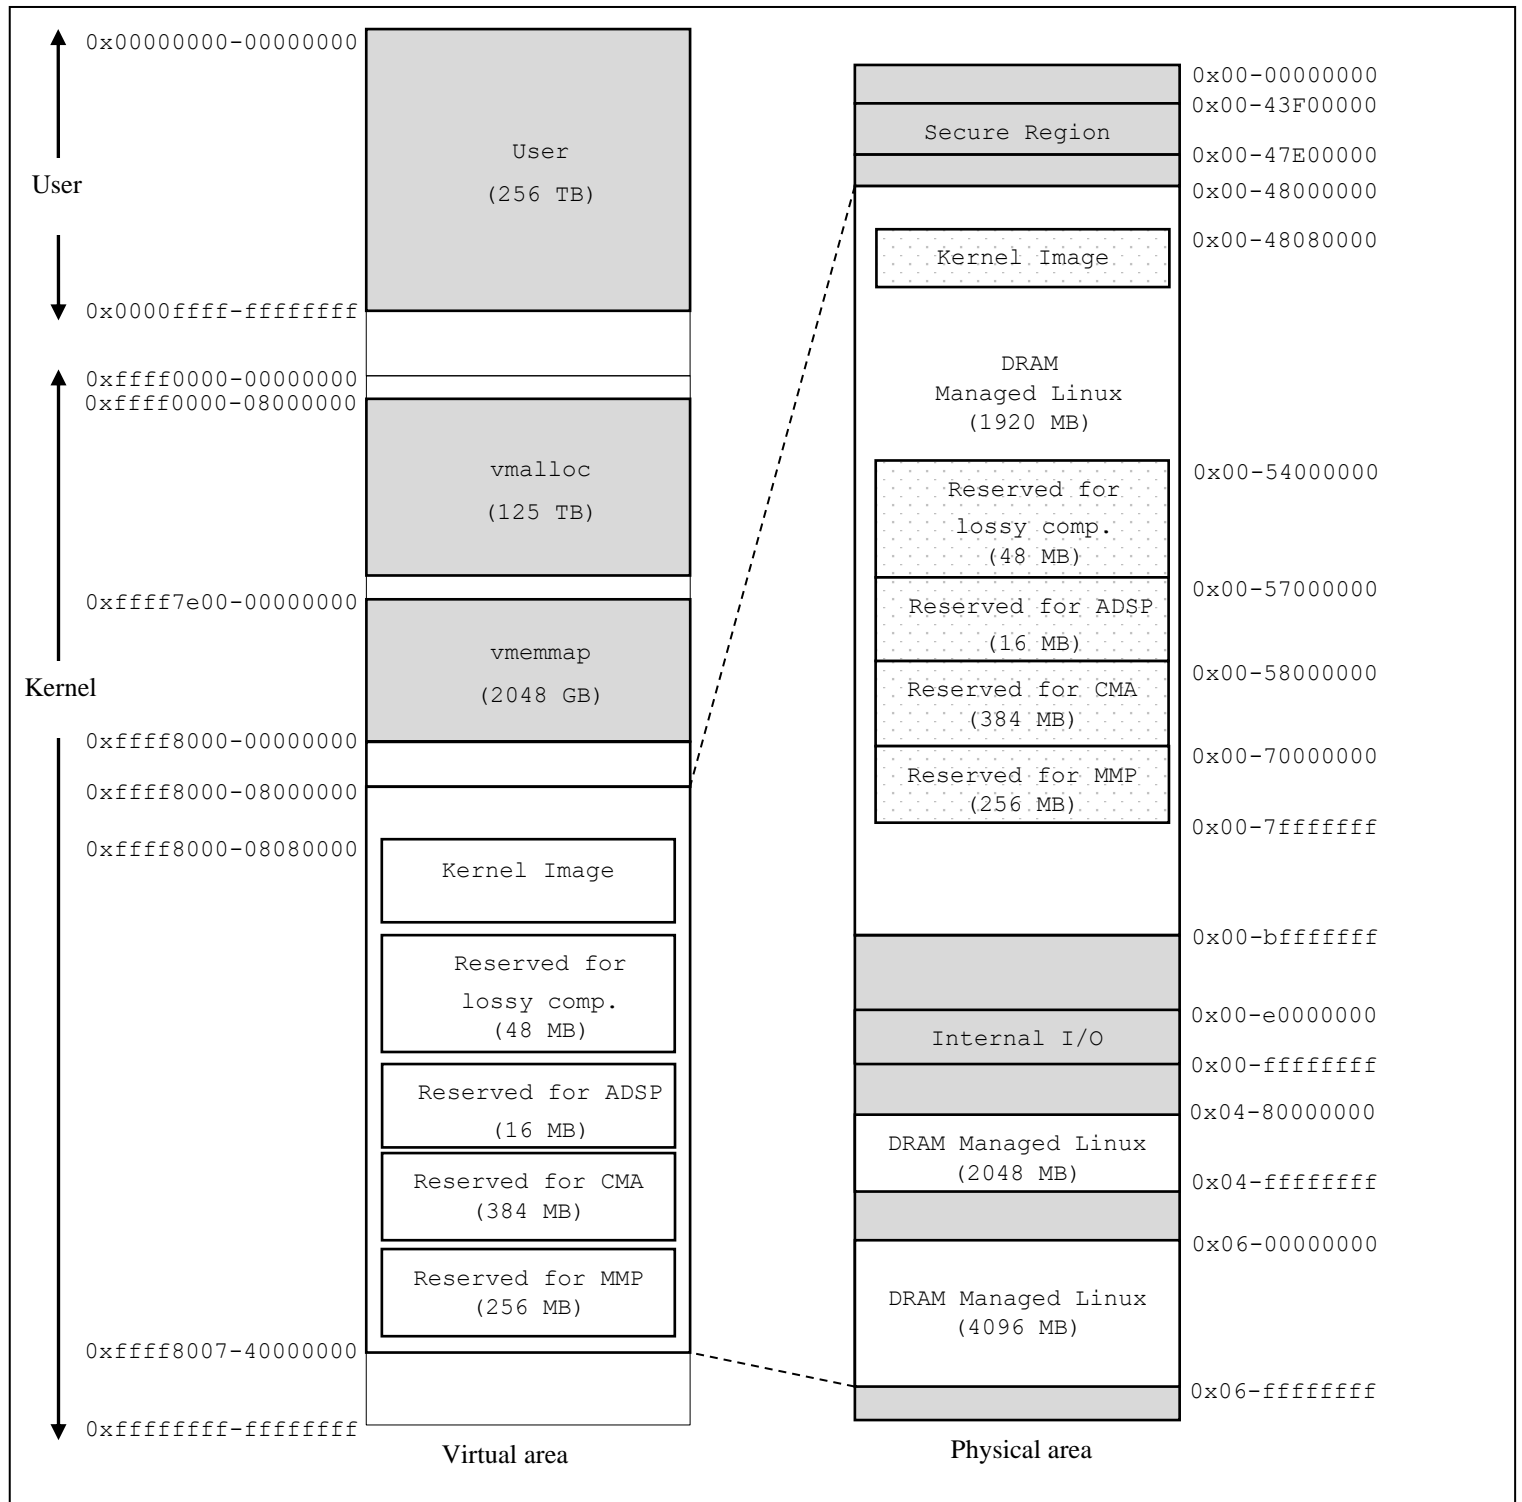 0x00000000-00000000
User
(256 TB)
User
0x0000ffff-ffffffff
0xffff0000-00000000
0xffff0000-08000000
vmalloc
(125 TB)
0xffff7e00-00000000
vmemmap
(2048 GB)
Kernel
0xffff8000-00000000
0xffff8000-08000000
0xffff8000-08080000
Kernel Image
Reserved for
lossy comp.
(48 MB)
Reserved for ADSP
(16 MB)
Reserved for CMA
(384 MB)
Reserved for MMP
(256 MB)
0xffff8007-40000000
0xffffffff-ffffffff
Virtual area
0x00-00000000
0x00-43F00000
Secure Region
0x00-47E00000
0x00-48000000
0x00-48080000
Kernel Image
DRAM
Managed Linux
(1920 MB)
0x00-54000000
Reserved for
lossy comp.
(48 MB)
0x00-57000000
Reserved for ADSP
(16 MB)
0x00-58000000
Reserved for CMA
(384 MB)
0x00-70000000
Reserved for MMP
(256 MB)
0x00-7fffffff
0x00-bfffffff
0x00-e0000000
Internal I/O
0x00-ffffffff
0x04-80000000
DRAM Managed Linux
(2048 MB)
0x04-ffffffff
0x06-00000000
DRAM Managed Linux
(4096 MB)
0x06-ffffffff
Physical area